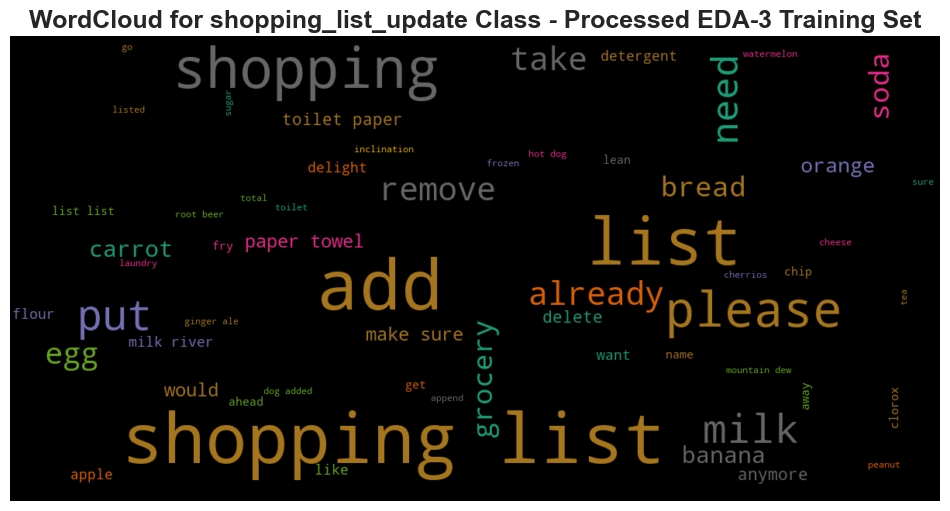 WordCloud for shopping_list_update Class - Processed EDA-3 Training Set
go
shopping
take
detergent
watermelon
need
soda
sugar
listed
toilet paper
inclination
delight
frozen
hot dog
lean
orange
remove
bread
sure
total
list list
root beer
toilet
carrot
fry
paper towel
list
cheese
laundry
add
cherrios
chip
already
please
tea
flour
put
ginger ale
delete
make sure
milk river
grocery
egg
want
name
mountain dew
would
get
dog added
append
ahead
away
clorox
shopping list
milk
banana
apple
like
anymore
peanut